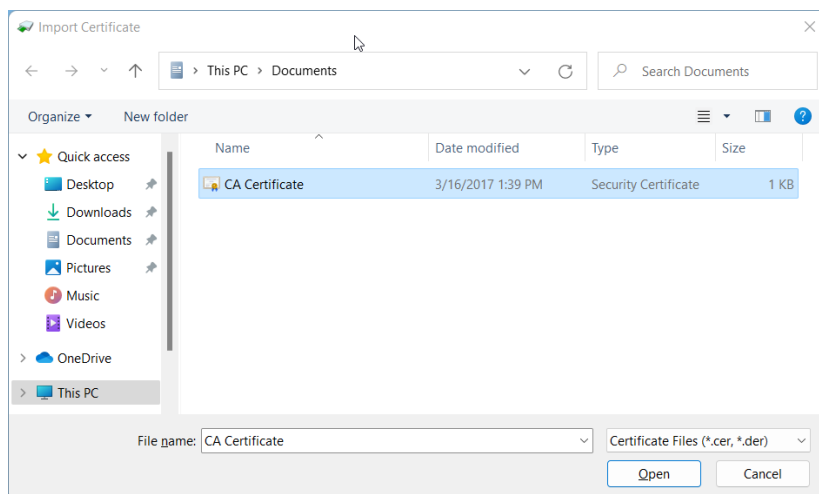 Import Certificate
This PC > Documents
Search Documents
Organize
New folder
Name
Date modified
Type
Size
Quick access
CA Certificate
3/16/2017 1:39 PM
Security Certificate
1 KB
Desktop
Downloads
Documents
Pictures
Music
Videos
OneDrive
This PC
File name:
CA Certificate
Certificate Files (*.cer, *.der)
Open
Cancel